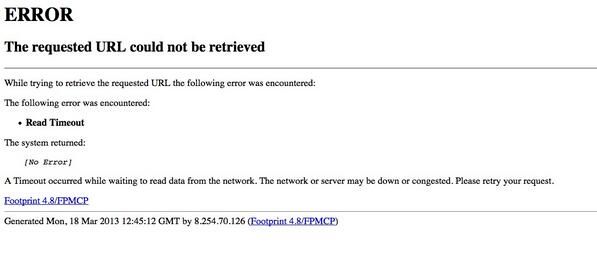 ERROR
The requested URL could not be retrieved
While trying to retrieve the requested URL the following error was encountered:
The following error was encountered:
• Read Timeout
The system returned:
[No Error]
A Timeout occurred while waiting to read data from the network. The network or server may be down or congested. Please retry your request.
Footprint 4.8/FPMCP
Generated Mon, 18 Mar 2013 12:45:12 GMT by 8.254.70.126 (Footprint 4.8/FPMCP)